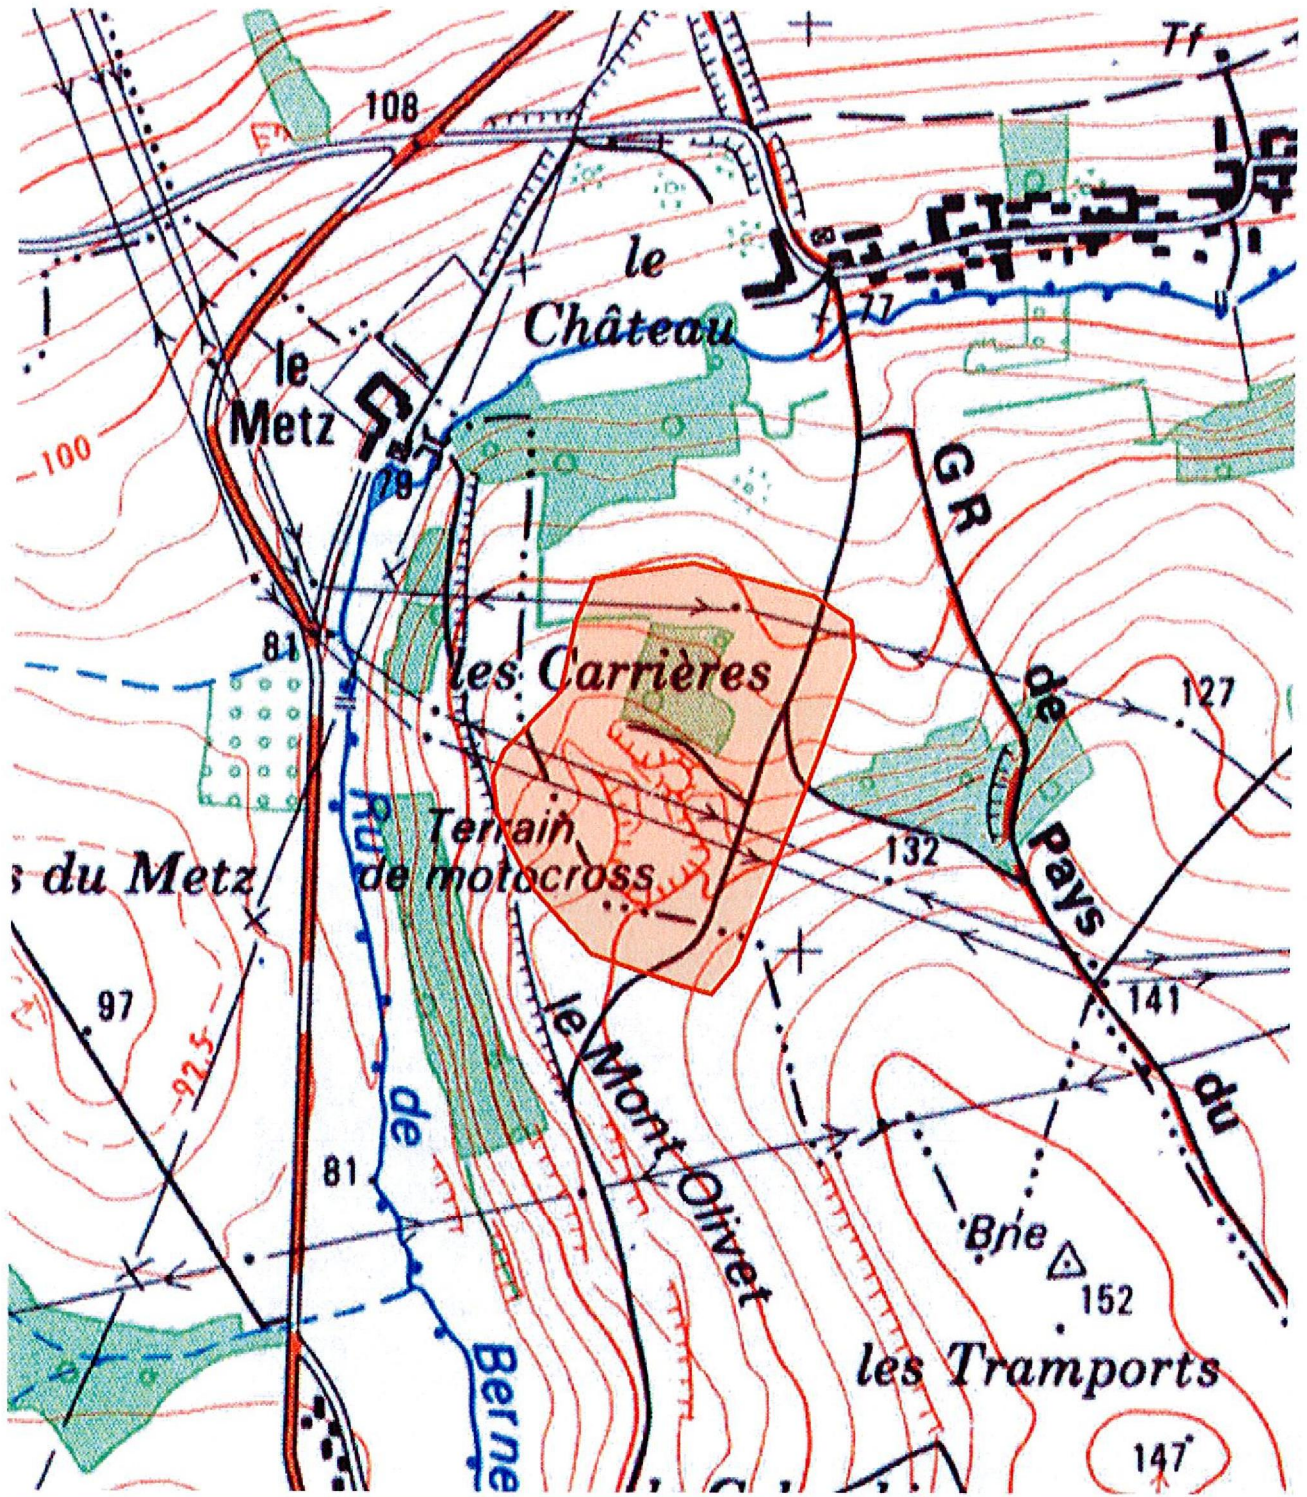 Tf
108
le
Château
77
le
Metz
100
79
GR
81
les Carrières
de
127
Ru
Terrain
de motocross
132
Pays
s du Metz
97
141
le Mont Olivet
92,5
de
du
81
Bne
152
Berne
les Tramports
147